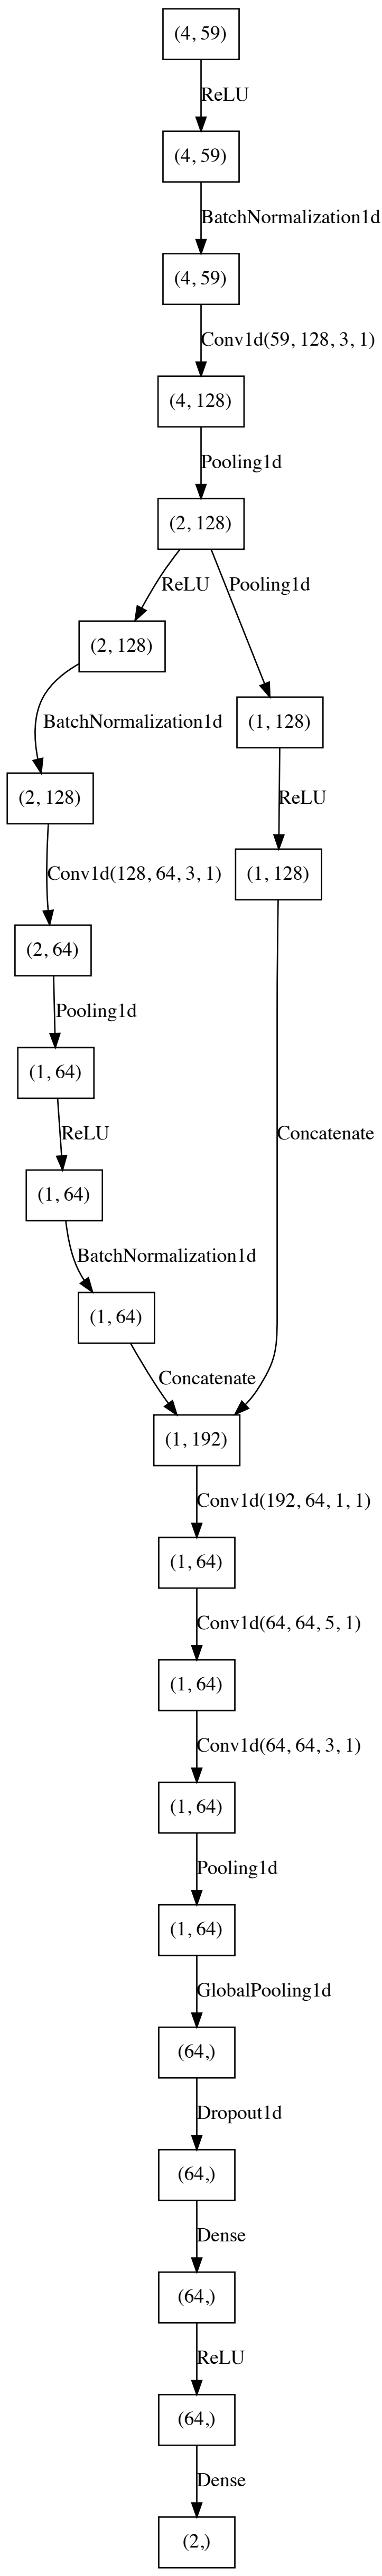 (4, 59)
ReLU
(4, 59)
BatchNormalization1d
(4, 59)
Conv1d(59, 128, 3, 1)
(4, 128)
Pooling1d
(2, 128)
ReLU
Pooling1d
(2, 128)
(1, 128)
BatchNormalization1d
ReLU
(2, 128)
(1, 128)
Conv1d(128, 64, 3, 1)
(2, 64)
Pooling1d
(1, 64)
ReLU
Concatenate
(1, 64)
BatchNormalization1d
(1, 64)
Concatenate
(1, 192)
Conv1d(192, 64, 1, 1)
(1, 64)
Conv1d(64, 64, 5, 1)
(1, 64)
Conv1d(64, 64, 3, 1)
(1, 64)
Pooling1d
(1, 64)
GlobalPooling1d
(64,)
Dropout1d
(64,)
Dense
(64,)
ReLU
(64,)
Dense
(2,)